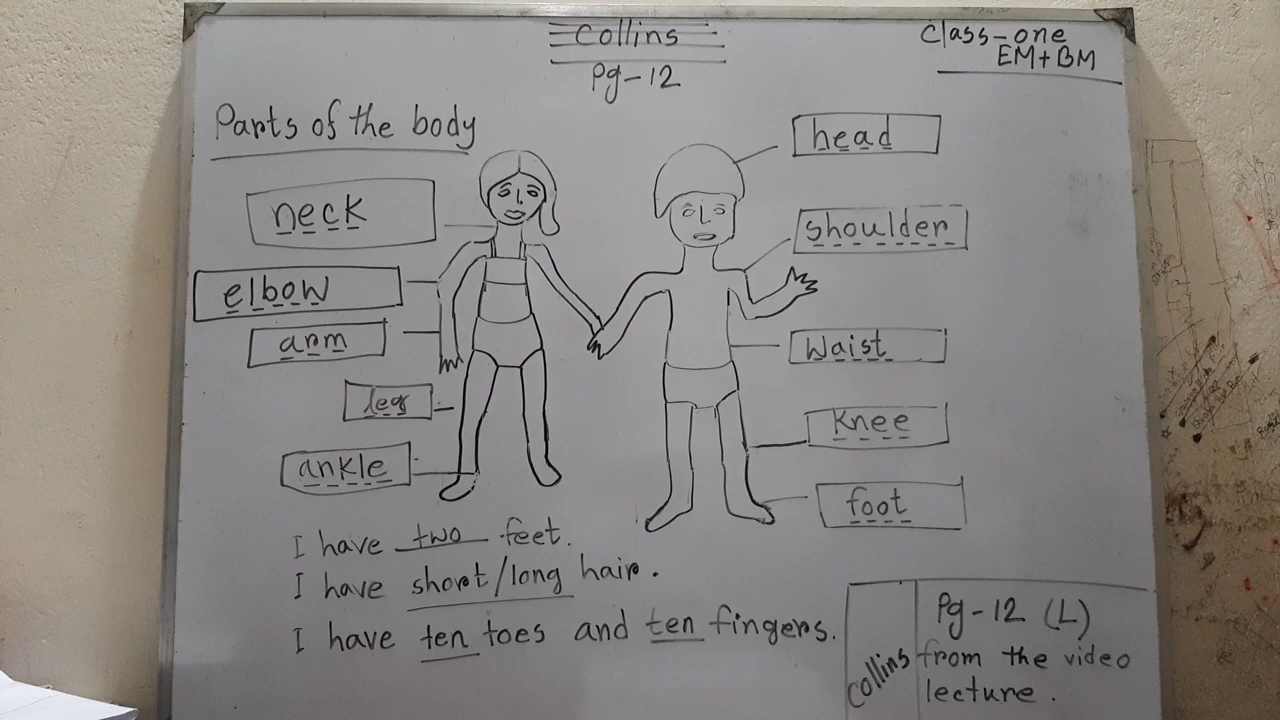 Collins
Pg-12
Class-one
EM+BM
Parts of the body
neck
elbow
arm
leg
ankle
head
shoulder
Waist
Knee
foot
I have two feet.
I have short/long hair.
I have ten toes and ten fingers.
Collins
Pg-12 (L)
from the video
lecture.